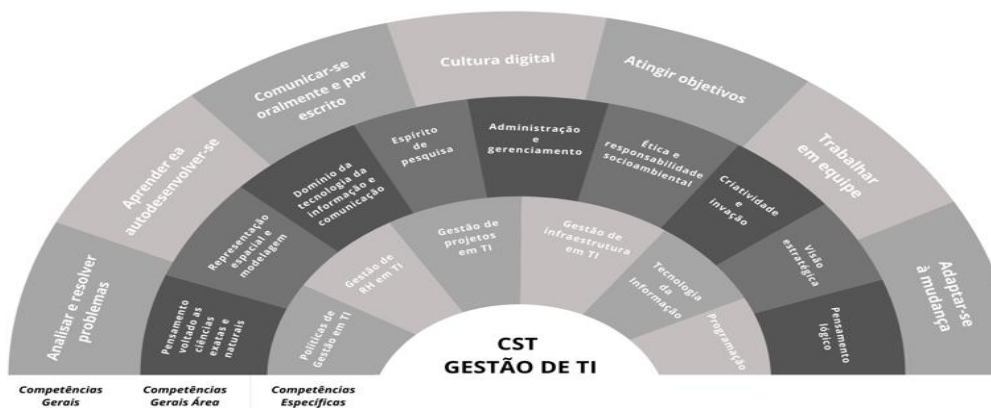 Analisar e resolver
problemas
Aprender ea
autodesenvolver-se
Comunicar-se
oralmente e por
escrito
Cultura digital
Atingir objetivos
Trabalhar
em equipe
Adaptar-se
à mudança
Pensamento
voltado as
ciências
exatas e
naturais
Representação
espacial e
modelagem
Domínio da
tecnologia da
informação e
comunicação
Espírito
de
pesquisa
Administração
e
gerenciamento
Ética e
responsabilidade
socioambiental
Criatividade
e
invação
Visão
estratégica
Pensamento
lógico
Políticas de
Gestão em TI
Gestão de
RH em TI
Gestão de
projetos
em TI
Gestão de
infraestrutura
em TI
Tecnologia
da
Informação
Programação
CST
GESTÃO DE TI
Competências
Gerais
Competências
Gerais Área
Competências
Específicas